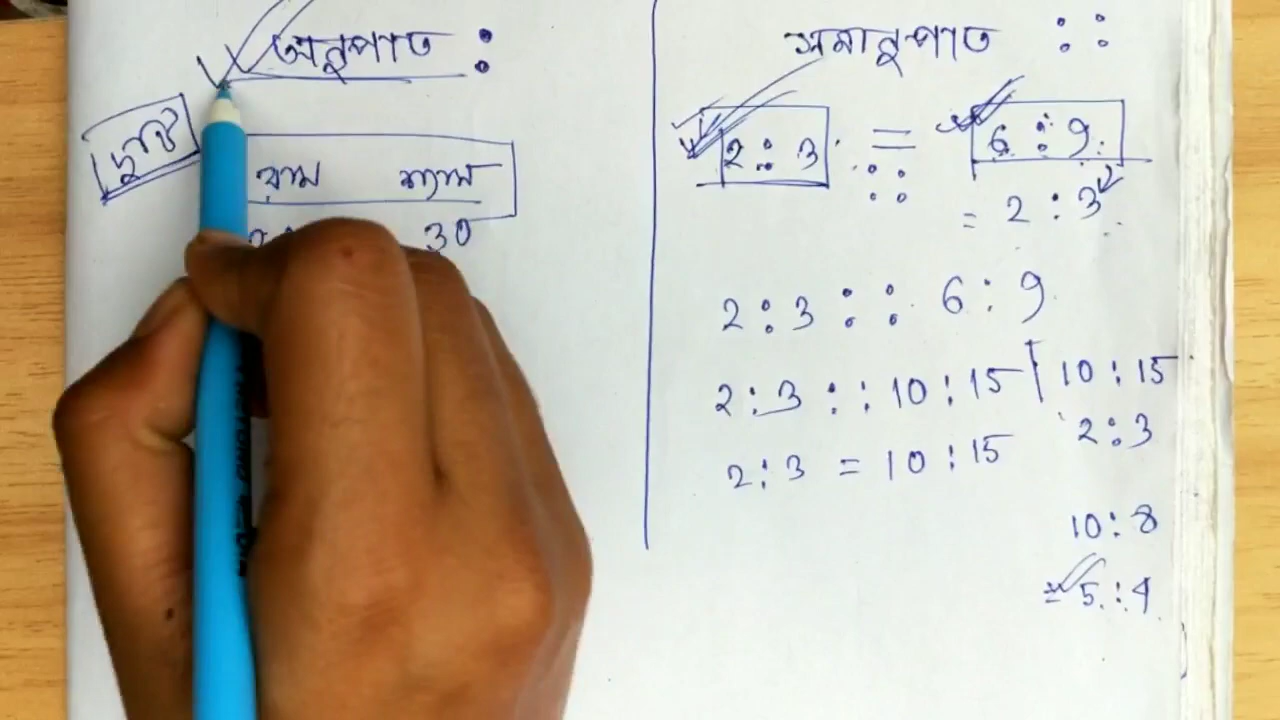 অনুপাত :
দুটি
রাম শ্যাম
30
সমানুপাত ::
2 : 3 = 6 : 9
::
= 2 : 3
2 : 3 :: 6 : 9
2 : 3 :: 10 : 15
10 : 15
2 : 3
2 : 3 = 10 : 15
10 : 8
= 5 : 4